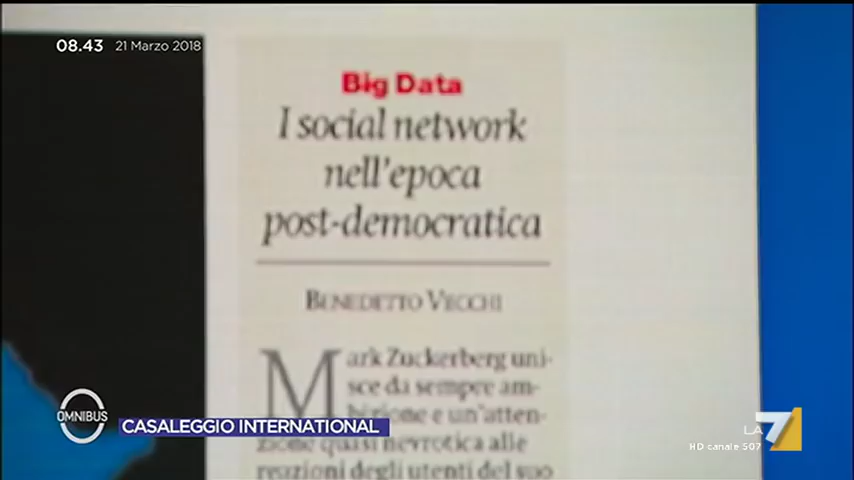 08.43 21 Marzo 2018
Big Data
I social network
nell'epoca
post-democratica
BENEDETTO VECCHI
Mark Zuckerberg uni-
sce da sempre am-
bizione e un'atten-
zione quasi nevrotica alle
reazioni degli utenti del suo
OMNIBUS
CASALEGGIO INTERNATIONAL
LA 7
HD canale 507